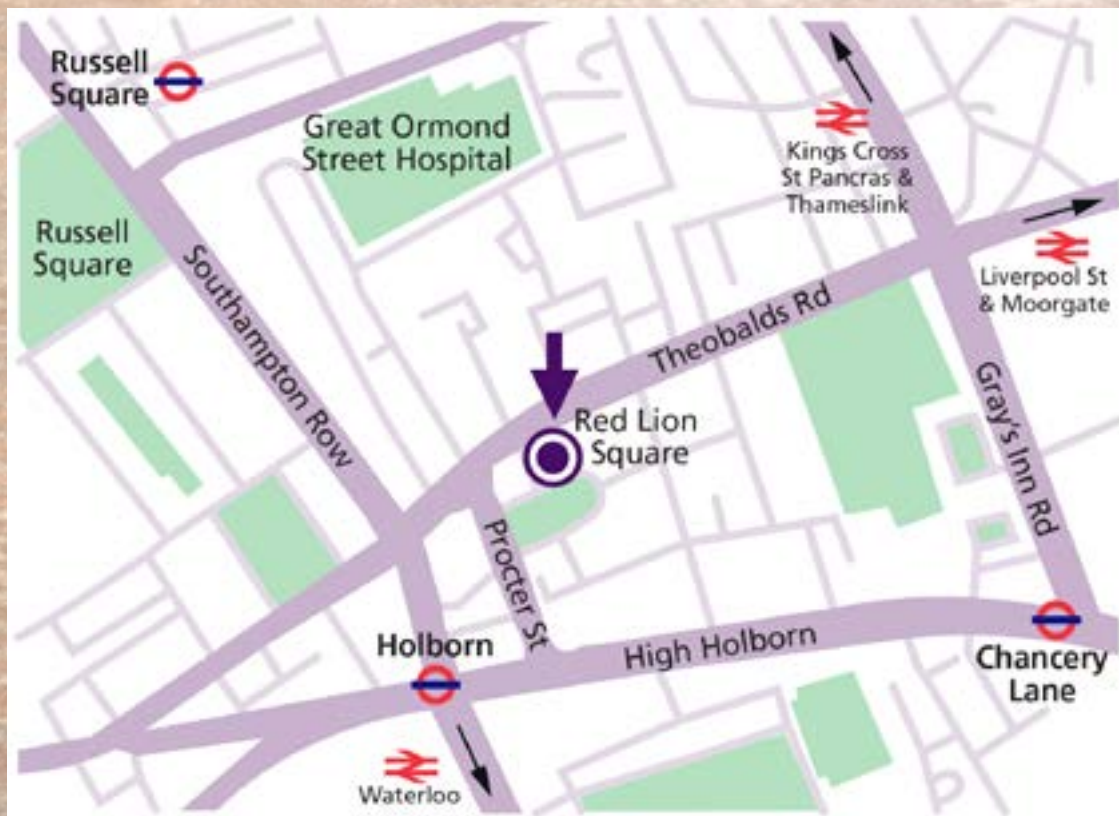 Russell
Square
Great Ormond
Street Hospital
Kings Cross
St Pancras &
Thameslink
Russell
Square
Liverpool St
& Moorgate
Southampton Row
Theobalds Rd
Gray's Inn Rd
Red Lion
Square
Procter St
Holborn
High Holborn
Chancery
Lane
Waterloo